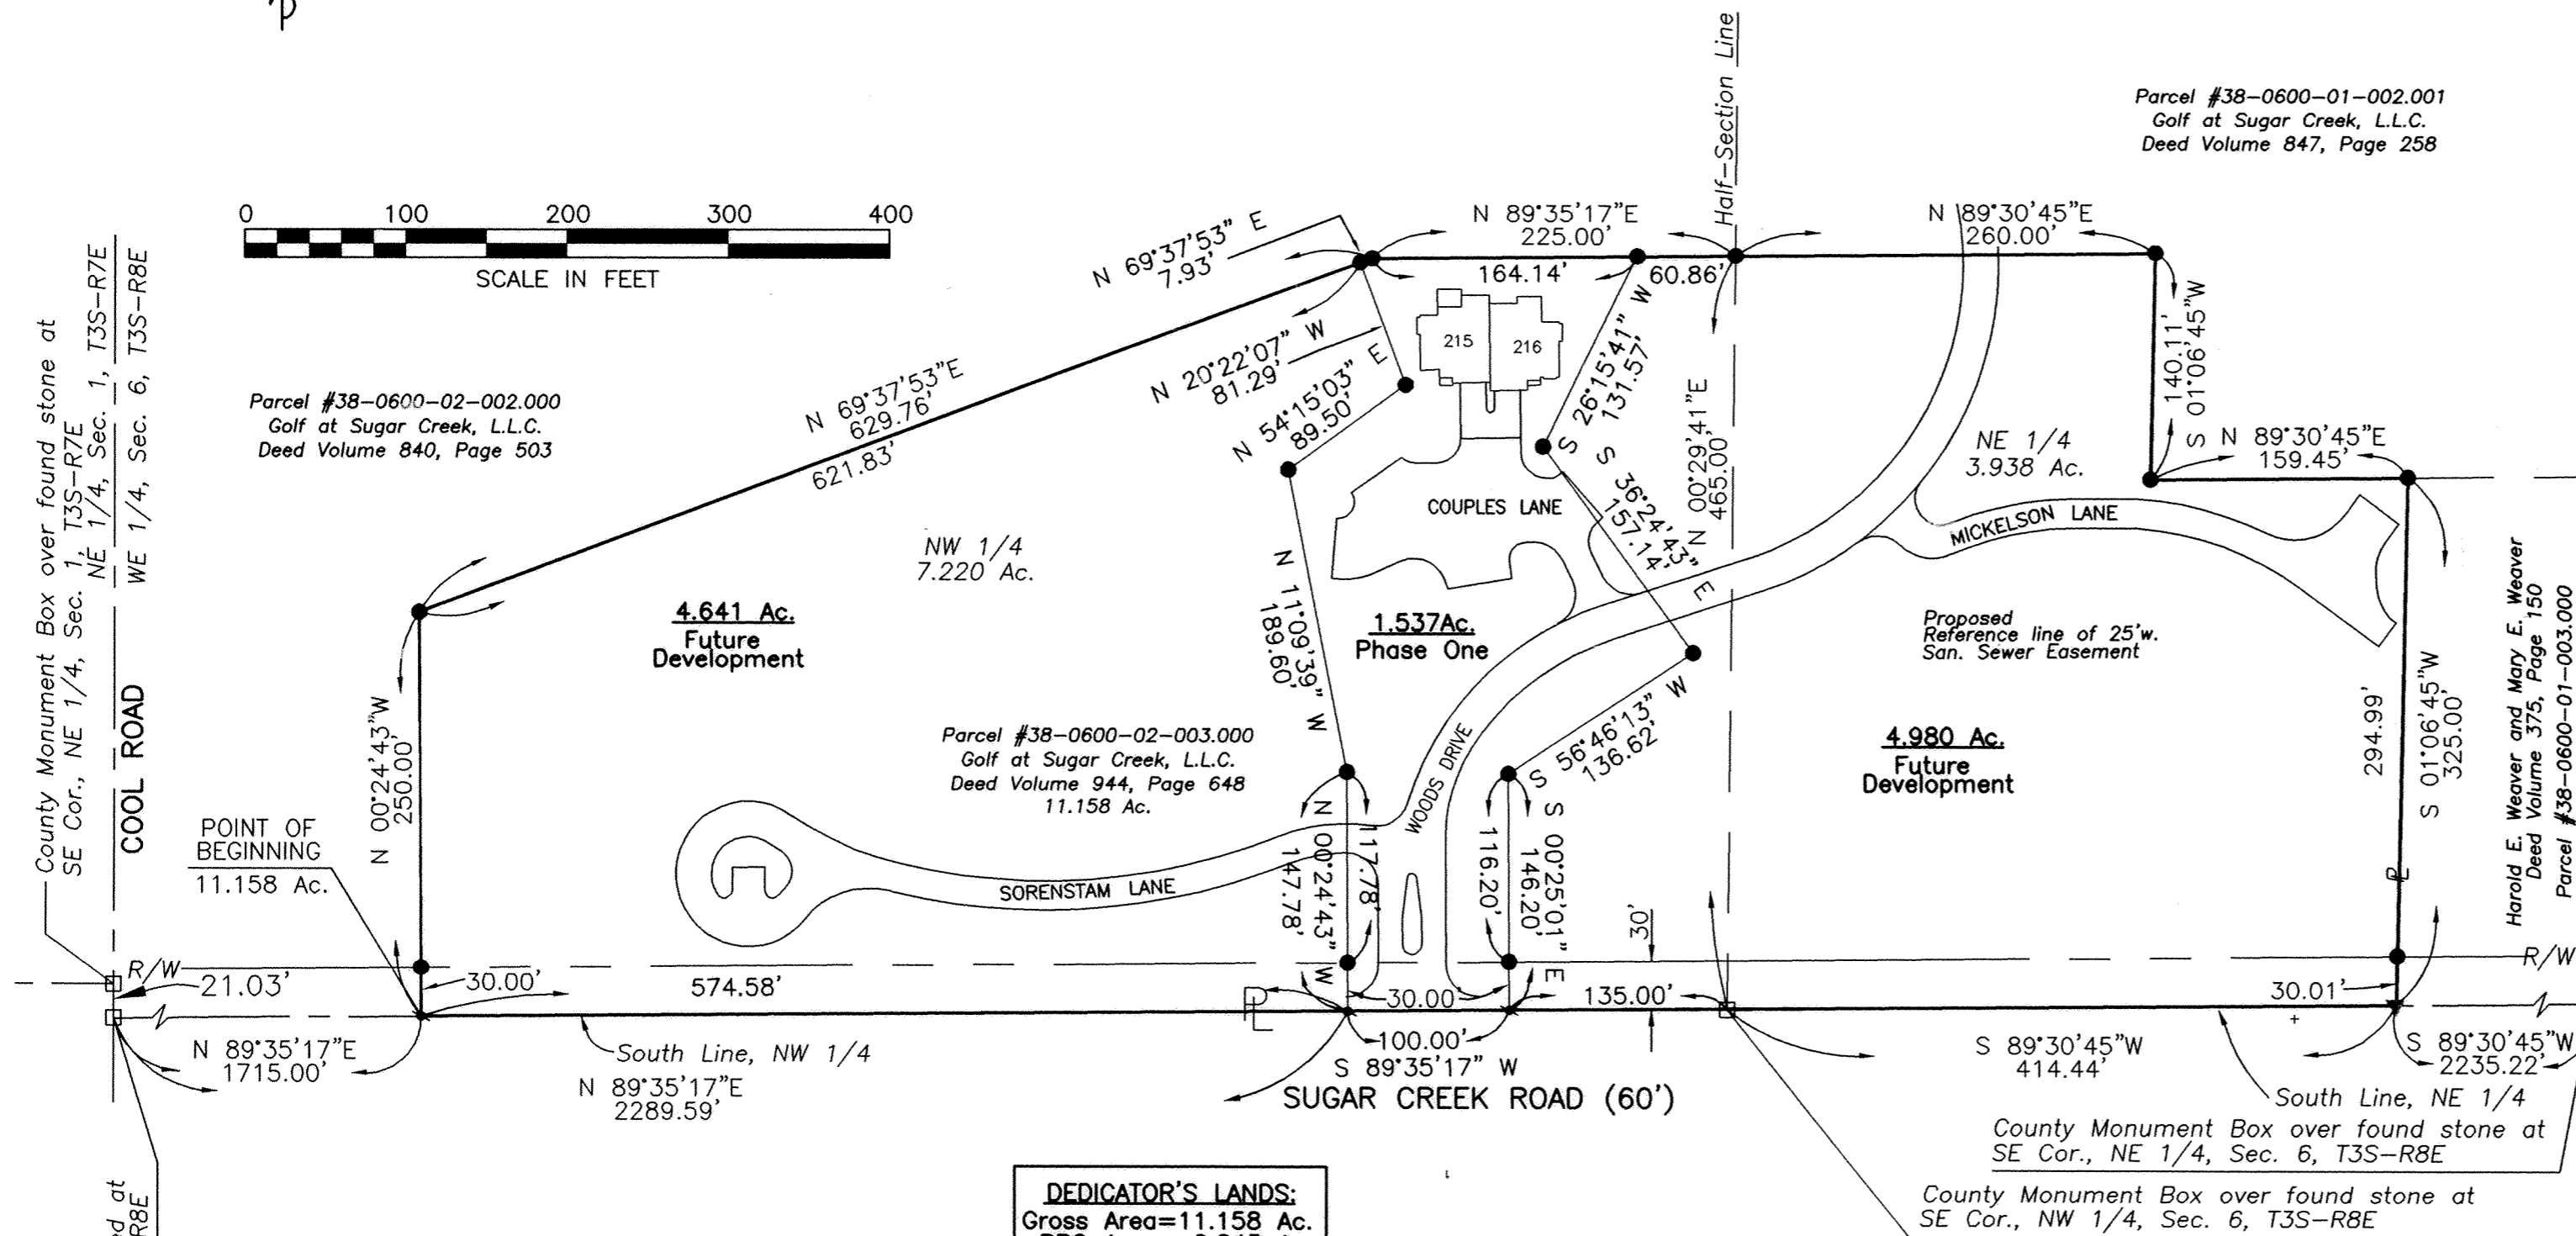 Half-Section Line
Parcel #38-0600-01-002.001
Golf at Sugar Creek, L.L.C.
Deed Volume 847, Page 258
0 100 200 300 400
SCALE IN FEET
N 69°37'53" E
7.93'
N 89°35'17"E
225.00'
164.14'
60.86'
N 89°30'45"E
260.00'
140.11'
S 01°06'45"W
N 89°30'45"E
159.45'
NE 1/4
3.938 Ac.
County Monument Box over found stone at
SE Cor., NE 1/4, Sec. 1, T3S-R7E
NE 1/4, Sec. 1, T3S-R7E
WE 1/4, Sec. 6, T3S-R8E
COOL ROAD
Parcel #38-0600-02-002.000
Golf at Sugar Creek, L.L.C.
Deed Volume 840, Page 503
N 69°37'53"E
629.76'
621.83'
N 20°22'07" W
81.29'
N 54°15'03" E
89.50'
215
216
S 26°15'41" W
131.57'
S 36°24'43" E
157.14'
N 00°29'41"E
465.00'
COUPLES LANE
MICKELSON LANE
NW 1/4
7.220 Ac.
4.641 Ac.
Future
Development
N 11°09'39" W
189.60'
1.537Ac.
Phase One
Proposed
Reference line of 25'w.
San. Sewer Easement
Harold E. Weaver and Mary E. Weaver
Deed Volume 375, Page 150
Parcel #38-0600-01-003.000
N 00°24'43"W
250.00'
Parcel #38-0600-02-003.000
Golf at Sugar Creek, L.L.C.
Deed Volume 944, Page 648
11.158 Ac.
WOODS DRIVE
S 56°46'13" W
136.62'
4.980 Ac.
Future
Development
294.99'
S 01°06'45"W
325.00'
POINT OF
BEGINNING
11.158 Ac.
SORENSTAM LANE
N 00°24'43" W
147.78'
117.78'
116.20'
S 00°25'01" E
146.20'
30'
PL
R/W
21.03'
30.00'
574.58'
PL
30.00'
135.00'
30.01'
R/W
N 89°35'17"E
1715.00'
South Line, NW 1/4
N 89°35'17"E
2289.59'
100.00'
S 89°35'17" W
SUGAR CREEK ROAD (60')
S 89°30'45"W
414.44'
S 89°30'45"W
2235.22'
South Line, NE 1/4
County Monument Box over found stone at
SE Cor., NE 1/4, Sec. 6, T3S-R8E
County Monument Box over found stone at
SE Cor., NW 1/4, Sec. 6, T3S-R8E
DEDICATOR'S LANDS:
Gross Area=11.158 Ac.
at
R8E